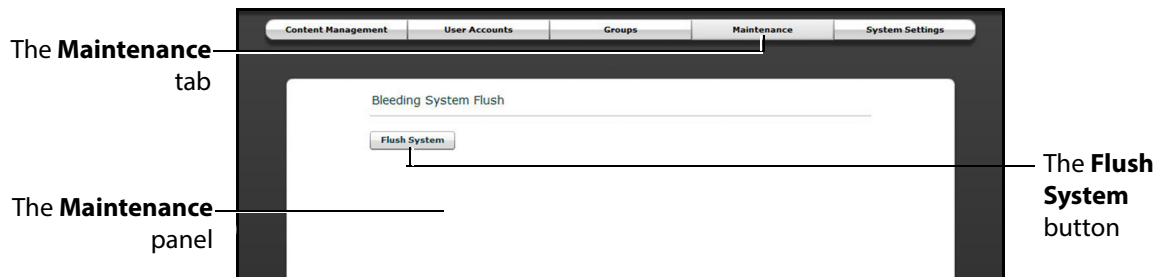 Content Management User Accounts Groups Maintenance System Settings
The Maintenance
tab
Bleeding System Flush
Flush System
The Flush
System
button
The Maintenance
panel